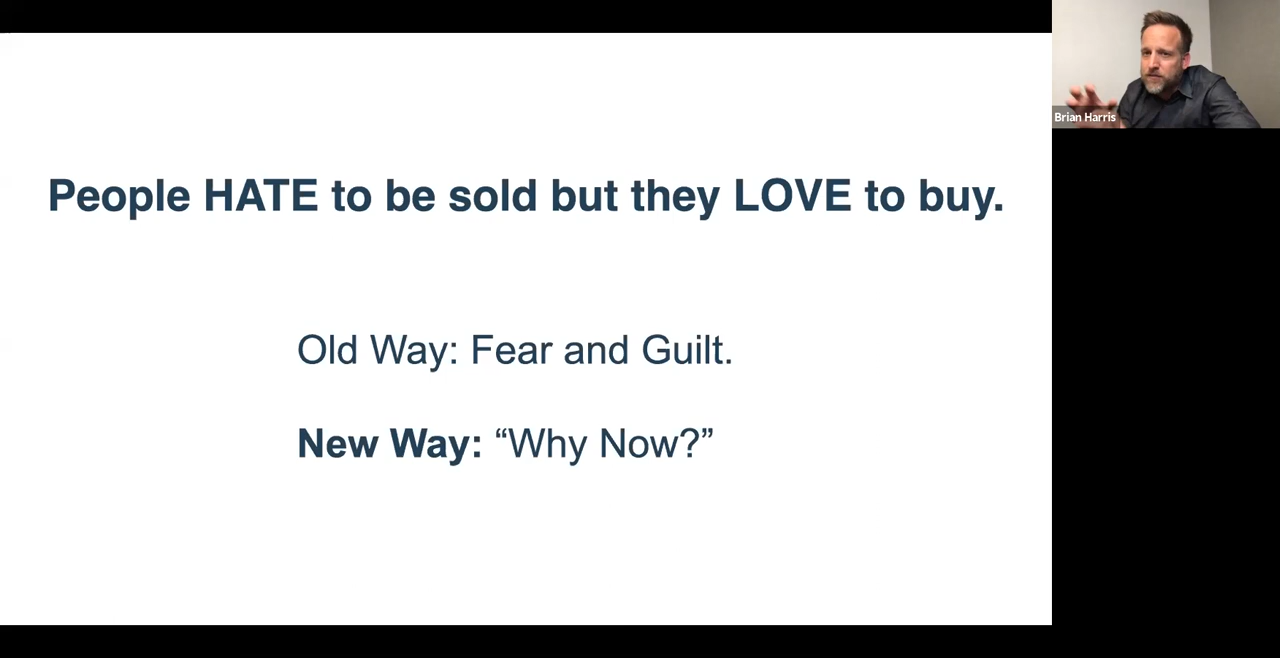 People HATE to be sold but they LOVE to buy.
Old Way: Fear and Guilt.
New Way: “Why Now?”
Brian Harris